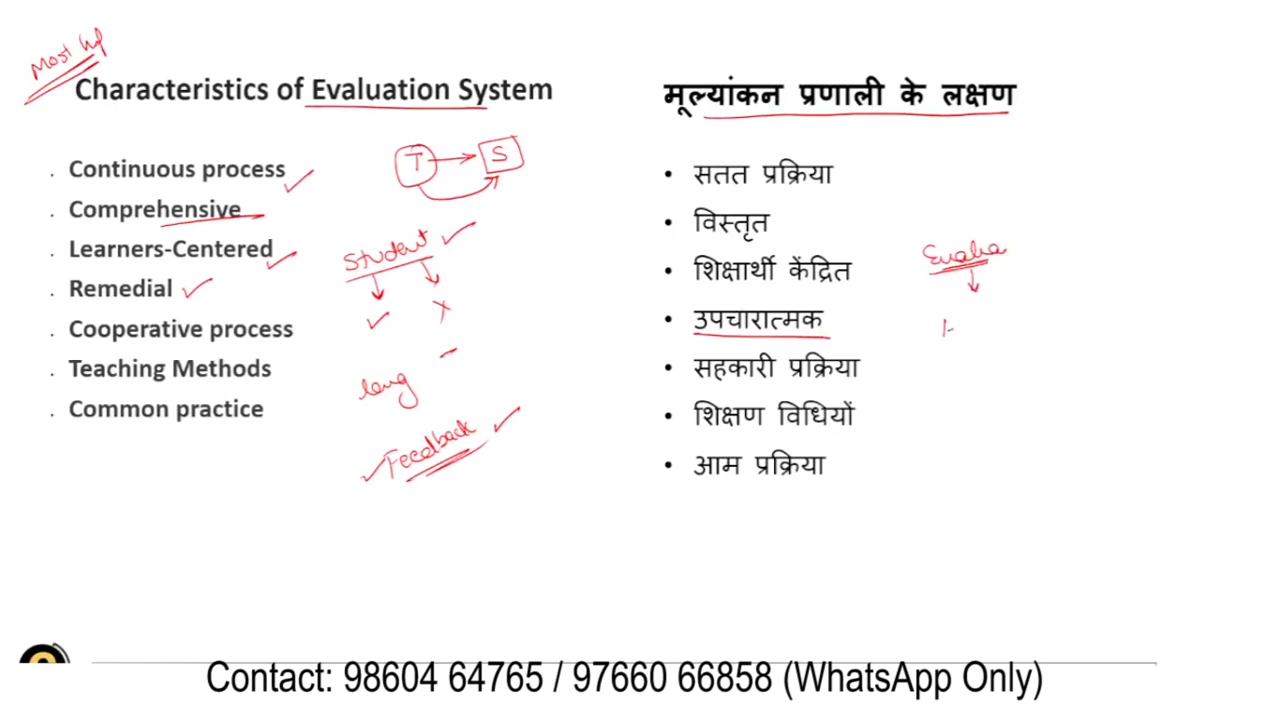 Most Imp
Characteristics of Evaluation System
Continuous process
Comprehensive
Learners-Centered
Remedial
Cooperative process
Teaching Methods
Common practice
T
S
Student
Feedback
मूल्यांकन प्रणाली के लक्षण
• सतत प्रक्रिया
• विस्तृत
• शिक्षार्थी केंद्रित
• उपचारात्मक
• सहकारी प्रक्रिया
• शिक्षण विधियों
• आम प्रक्रिया
Contact: 98604 64765 / 97660 66858 (WhatsApp Only)